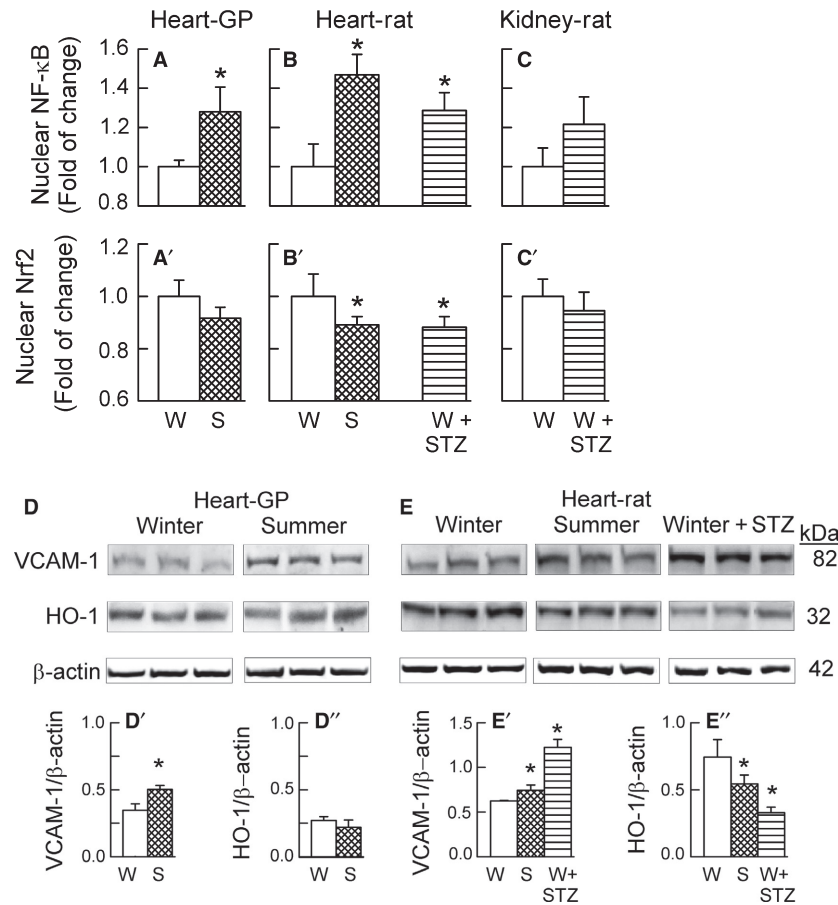 Heart-GP Heart-rat Kidney-rat
Nuclear NF-κB
(Fold of change)
1.6
1.4
1.2
1.0
0.8
A *
B * *
C
Nuclear Nrf2
(Fold of change)
1.2
1.0
0.8
0.6
A′
B′ * *
C′
W S W S W + STZ W W + STZ
D Heart-GP
Winter Summer
E Heart-rat
Winter Summer Winter + STZ kDa
VCAM-1 82
HO-1 32
β-actin 42
D′
VCAM-1/β-actin
1.0
0.5
0.0
*
W S
D″
HO-1/β-actin
1.0
0.5
0.0
W S
E′
VCAM-1/β-actin
1.5
1.0
0.5
0.0
* *
W S W+
STZ
E″
HO-1/β-actin
1.0
0.5
0.0
* *
W S W+
STZ